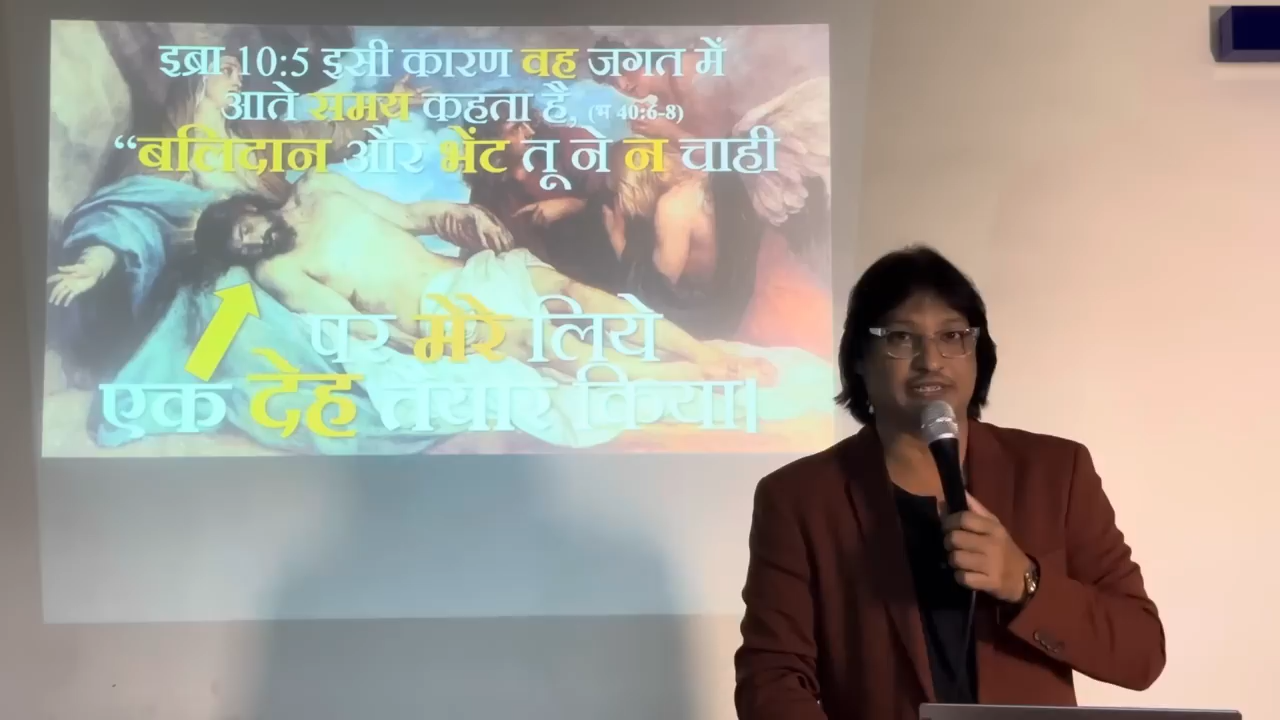 इब्रा 10:5 इसी कारण वह जगत में
आते समय कहता है, (भ 40:6-8)
“बलिदान और भेंट तू ने न चाही
पर मेरे लिये
एक देह तैयार किया।